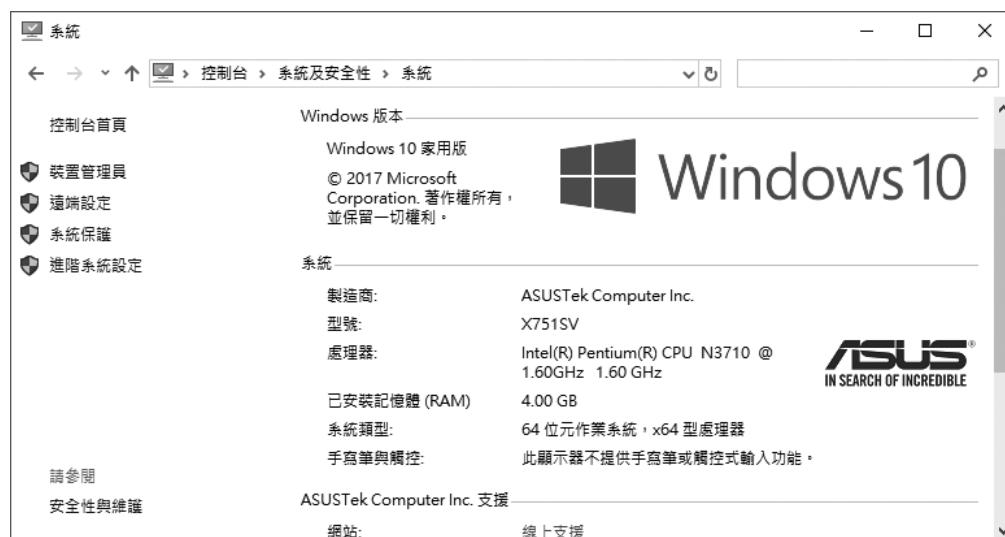 系統
控制台 › 系統及安全性 › 系統
控制台首頁
裝置管理員
遠端設定
系統保護
進階系統設定
請參閱
安全性與維護
Windows 版本
Windows 10 家用版
© 2017 Microsoft
Corporation. 著作權所有，
並保留一切權利。
Windows 10
系統
製造商: ASUSTek Computer Inc.
型號: X751SV
處理器: Intel(R) Pentium(R) CPU N3710 @
1.60GHz 1.60 GHz
已安裝記憶體 (RAM) 4.00 GB
系統類型: 64 位元作業系統，x64 型處理器
手寫筆與觸控: 此顯示器不提供手寫筆或觸控式輸入功能。
ASUS®
IN SEARCH OF INCREDIBLE
ASUSTek Computer Inc. 支援
網站: 線上支援